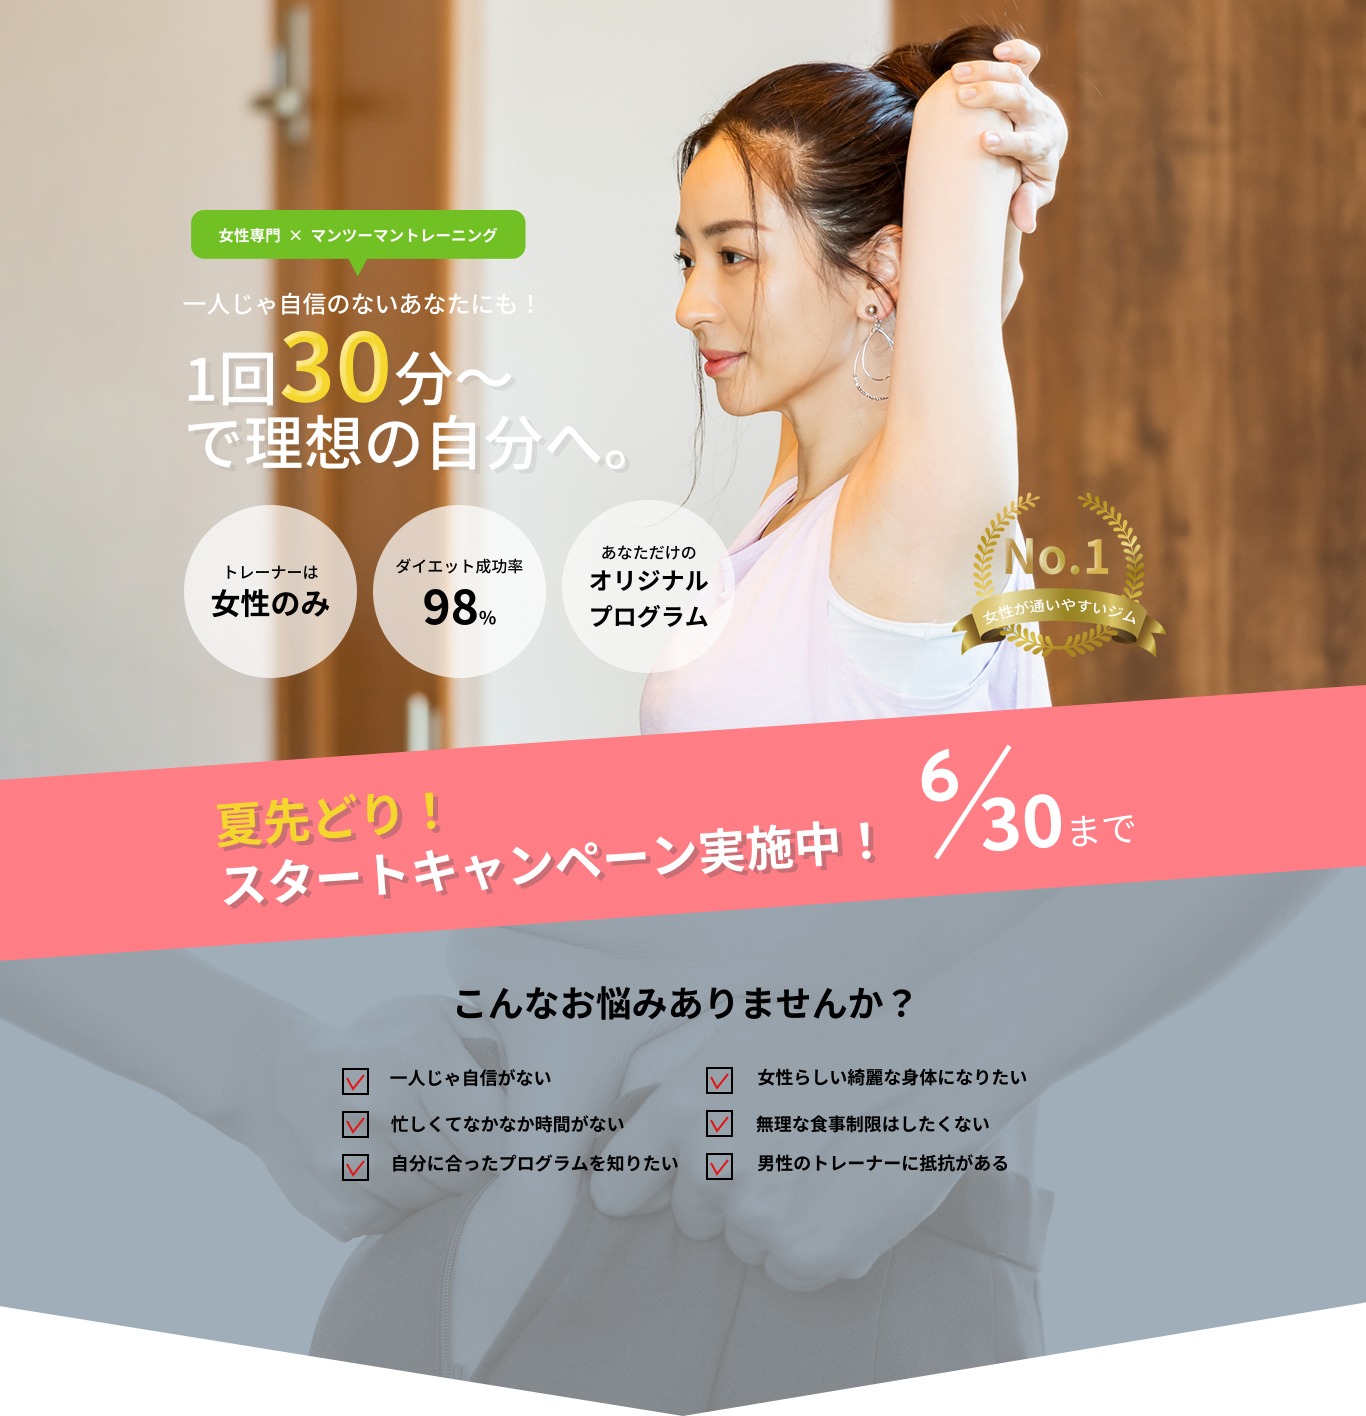 女性専門 × マンツーマントレーニング
一人じゃ自信のないあなたにも！
1回30分〜
で理想の自分へ。
トレーナーは
女性のみ
ダイエット成功率
98%
あなただけの
オリジナル
プログラム
No.1
女性が通いやすいジム
夏先どり！
スタートキャンペーン実施中！
6/30まで
こんなお悩みありませんか？
一人じゃ自信がない
忙しくてなかなか時間がない
自分に合ったプログラムを知りたい
女性らしい綺麗な身体になりたい
無理な食事制限はしたくない
男性のトレーナーに抵抗がある